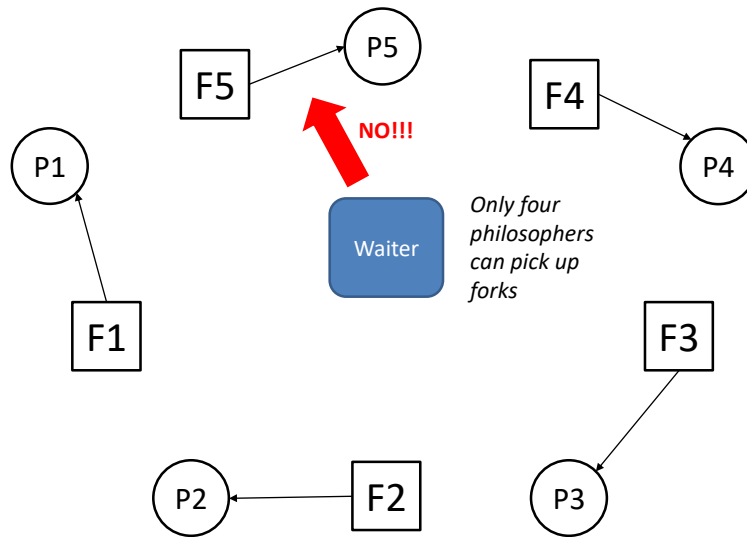 P5
F5
F4
NO!!!
P1
P4
Only four
philosophers
can pick up
forks
Waiter
F1
F3
P2
F2
P3